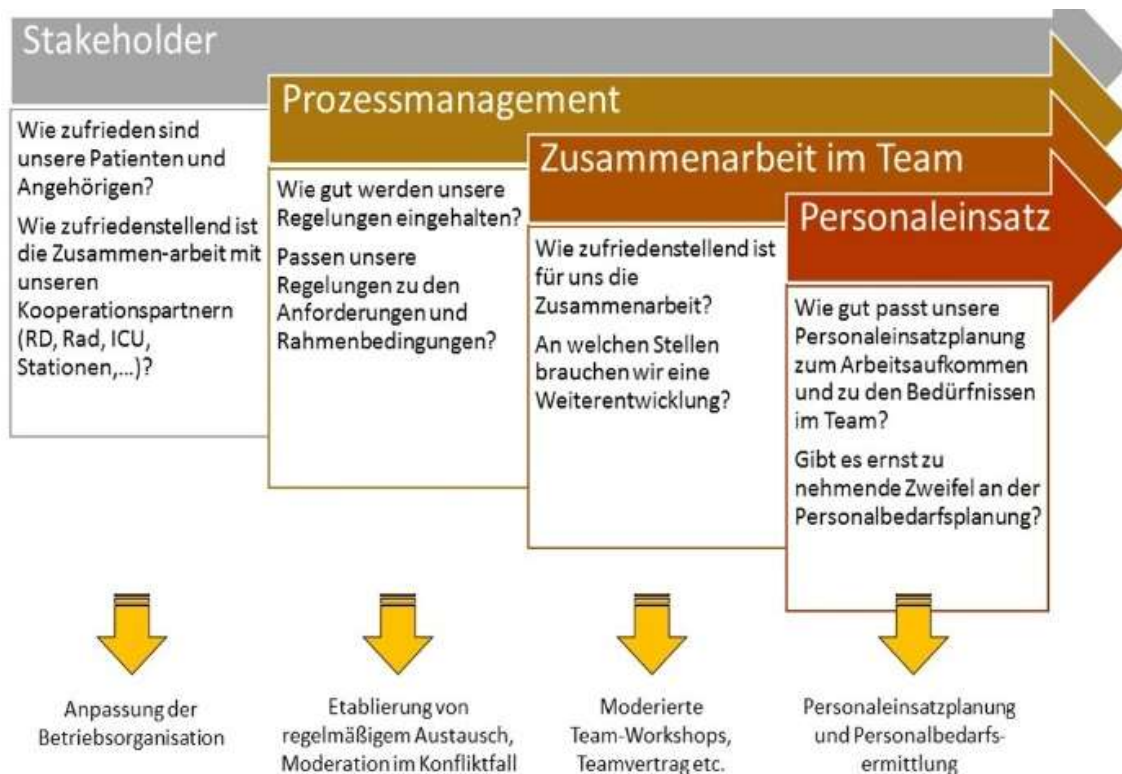 Stakeholder
Wie zufrieden sind
unsere Patienten und
Angehörigen?
Wie zufriedenstellend ist
die Zusammen-arbeit mit
unseren
Kooperationspartnern
(RD, Rad, ICU,
Stationen,...)?
Prozessmanagement
Wie gut werden unsere
Regelungen eingehalten?
Passen unsere
Regelungen zu den
Anforderungen und
Rahmenbedingungen?
Zusammenarbeit im Team
Wie zufriedenstellend ist
für uns die
Zusammenarbeit?
An welchen Stellen
brauchen wir eine
Weiterentwicklung?
Personaleinsatz
Wie gut passt unsere
Personaleinsatzplanung
zum Arbeitsaufkommen
und zu den Bedürfnissen
im Team?
Gibt es ernst zu
nehmende Zweifel an der
Personalbedarfsplanung?
Anpassung der
Betriebsorganisation
Etablierung von
regelmäßigem Austausch,
Moderation im Konfliktfall
Moderierte
Team-Workshops,
Teamvertrag etc.
Personaleinsatzplanung
und Personalbedarfs-
ermittlung